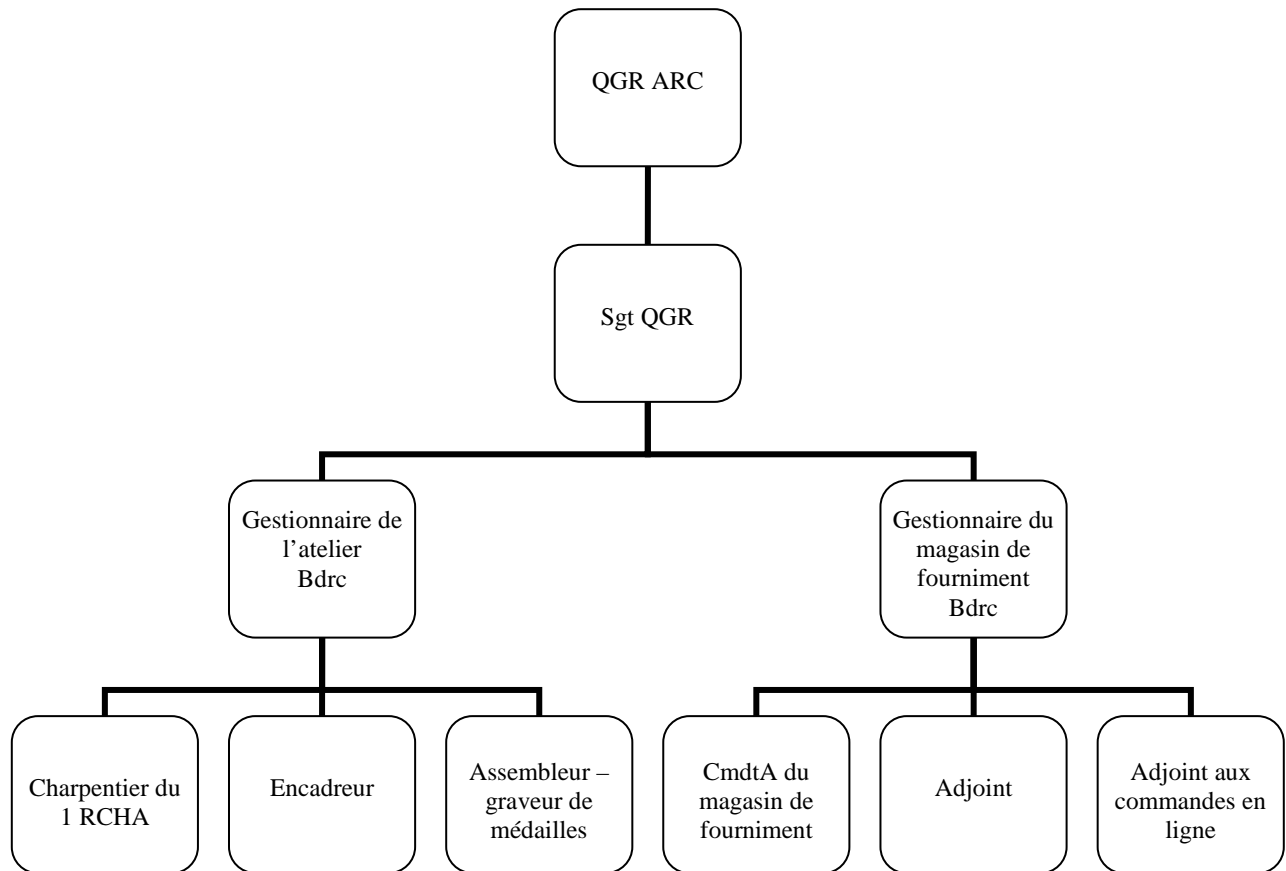 QGR ARC
Sgt QGR
Gestionnaire de
l’atelier
Bdrc
Gestionnaire du
magasin de
fourniment
Bdrc
Charpentier du
1 RCHA
Encadreur
Assembleur –
graveur de
médailles
CmdtA du
magasin de
fourniment
Adjoint
Adjoint aux
commandes en
ligne